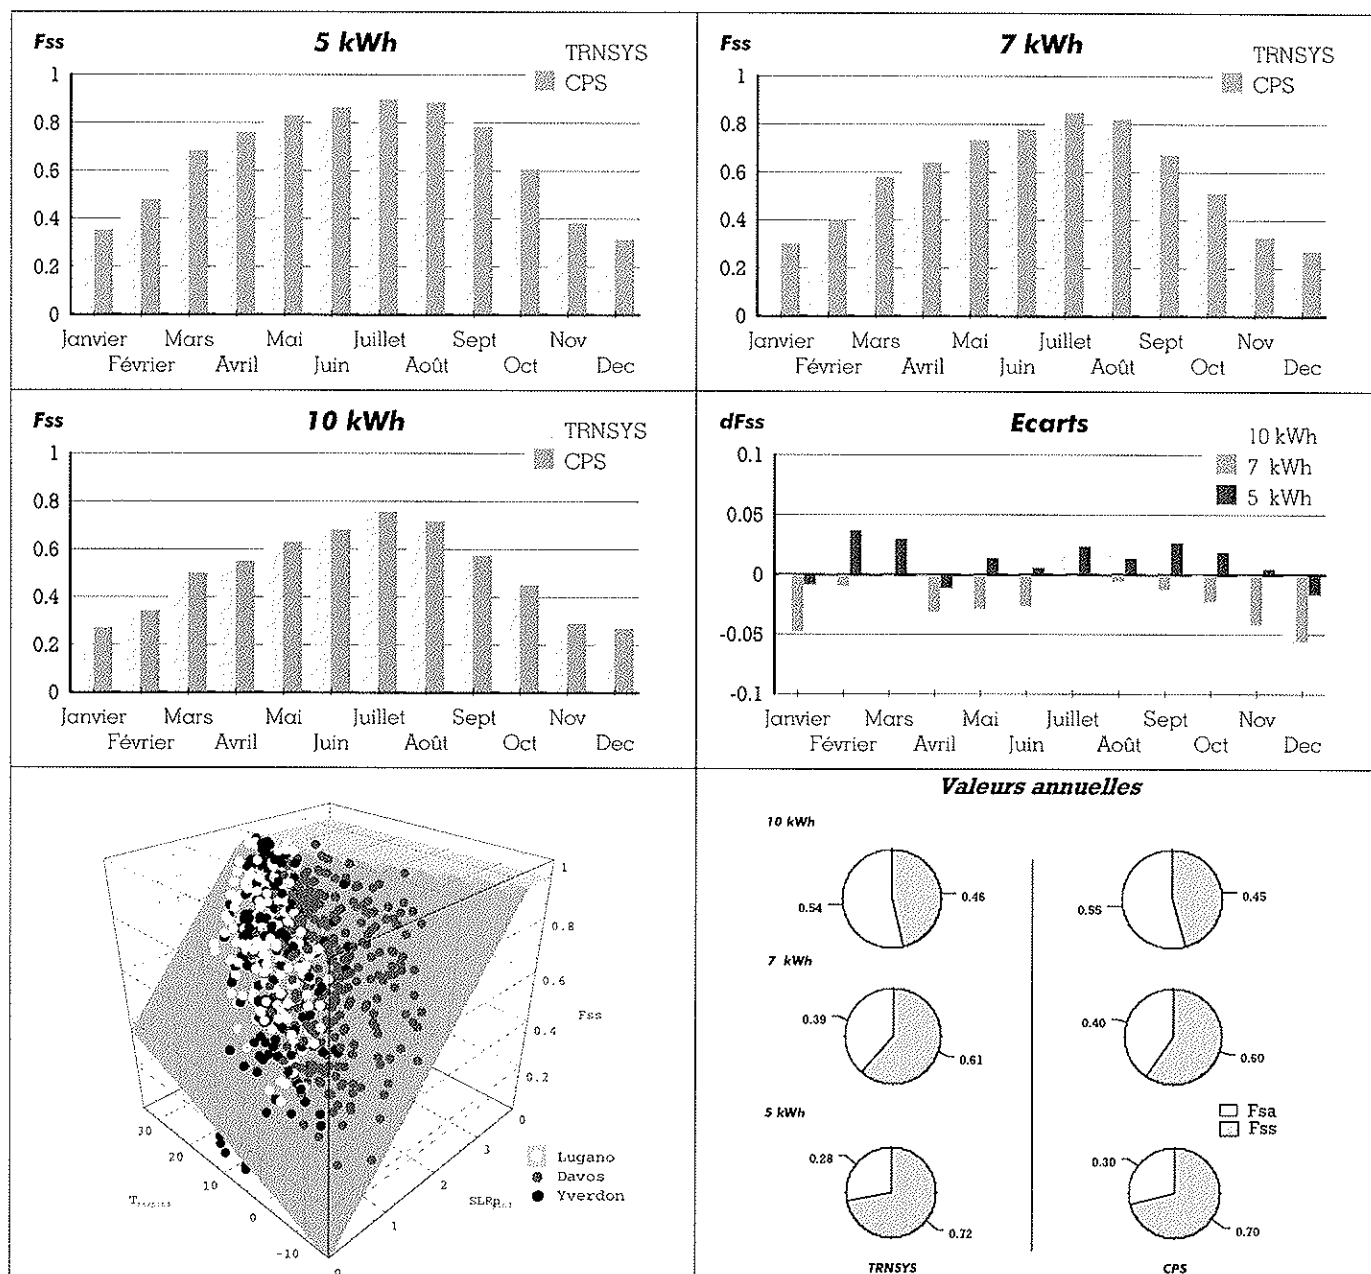 Fss 5 kWh
TRNSYS
CPS
1
0.8
0.6
0.4
0.2
0
Janvier Mars Mai Juillet Sept Nov
Février Avril Juin Août Oct Dec
Fss 7 kWh
TRNSYS
CPS
1
0.8
0.6
0.4
0.2
0
Janvier Mars Mai Juillet Sept Nov
Février Avril Juin Août Oct Dec
Fss 10 kWh
TRNSYS
CPS
1
0.8
0.6
0.4
0.2
0
Janvier Mars Mai Juillet Sept Nov
Février Avril Juin Août Oct Dec
dFss Ecarts
10 kWh
7 kWh
5 kWh
0.1
0.05
0
-0.05
-0.1
Janvier Mars Mai Juillet Sept Nov
Février Avril Juin Août Oct Dec
1
0.8
0.6
Fss
0.4
0.2
0
30
20
10
0
-10
3
2
1
0
T
SLRp
Lugano
Davos
Yverdon
Valeurs annuelles
10 kWh
0.54 0.46 0.55 0.45
7 kWh
0.39 0.61 0.40 0.60
5 kWh
Fsa
Fss
0.28 0.72 0.30 0.70
TRNSYS CPS